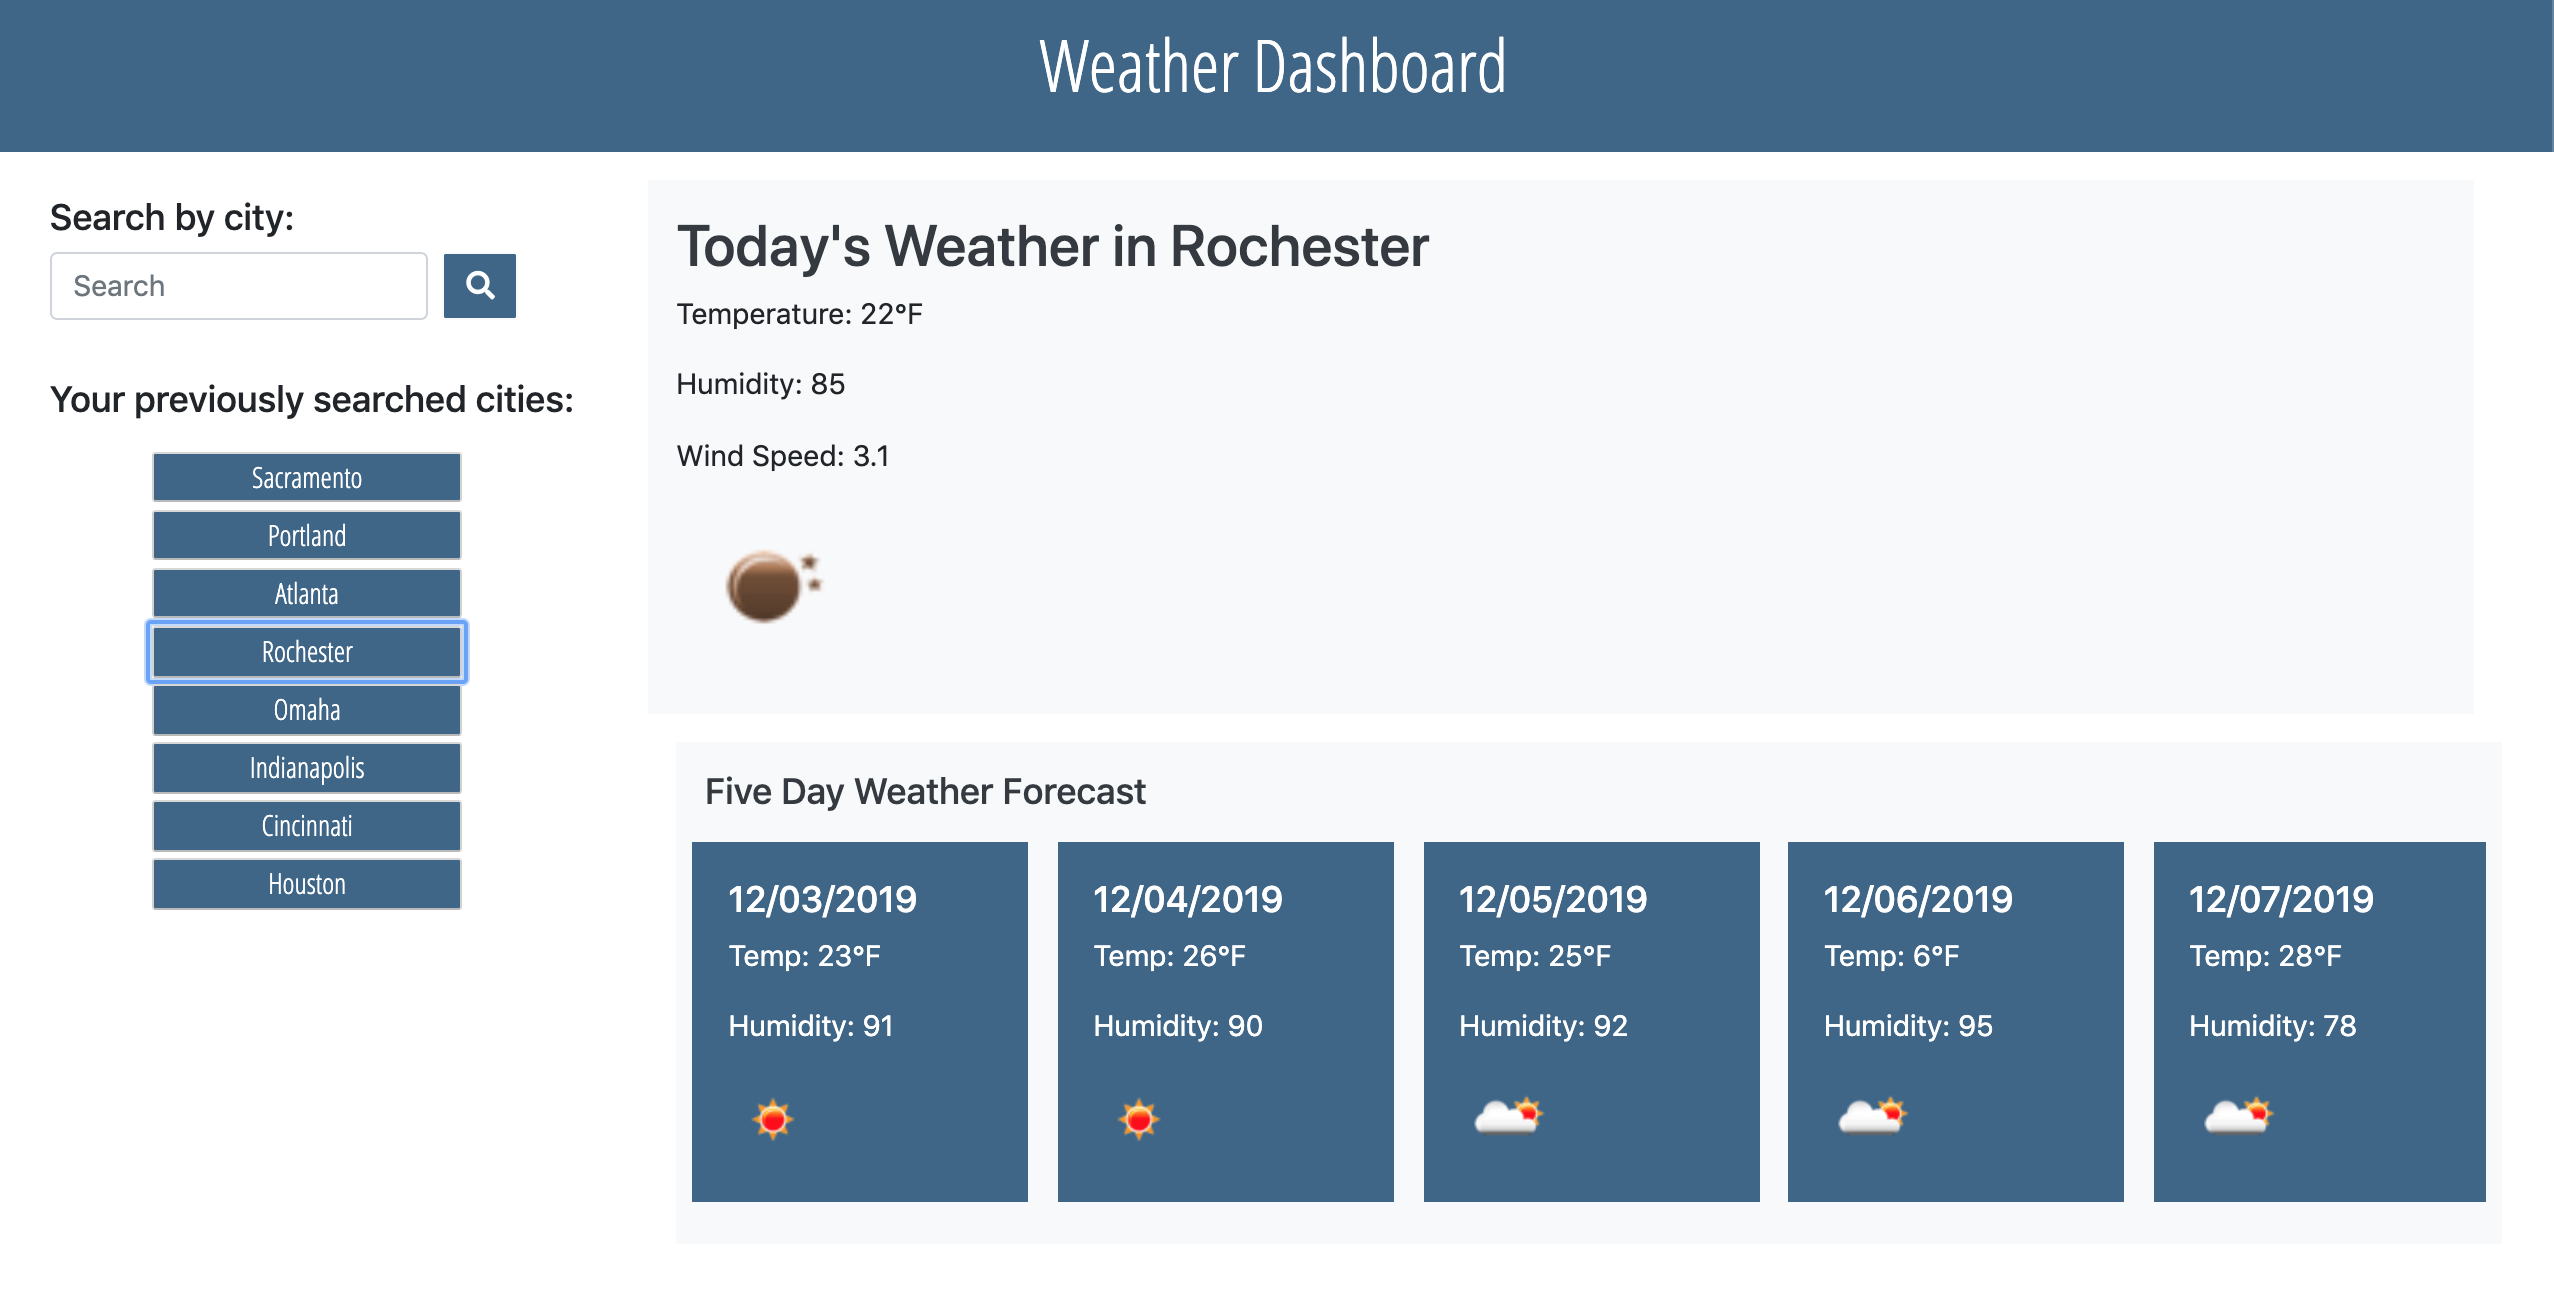 Weather Dashboard
Search by city:
Search
Your previously searched cities:
Sacramento
Portland
Atlanta
Rochester
Omaha
Indianapolis
Cincinnati
Houston
Today's Weather in Rochester
Temperature: 22°F
Humidity: 85
Wind Speed: 3.1
Five Day Weather Forecast
12/03/2019
Temp: 23°F
Humidity: 91
12/04/2019
Temp: 26°F
Humidity: 90
12/05/2019
Temp: 25°F
Humidity: 92
12/06/2019
Temp: 6°F
Humidity: 95
12/07/2019
Temp: 28°F
Humidity: 78